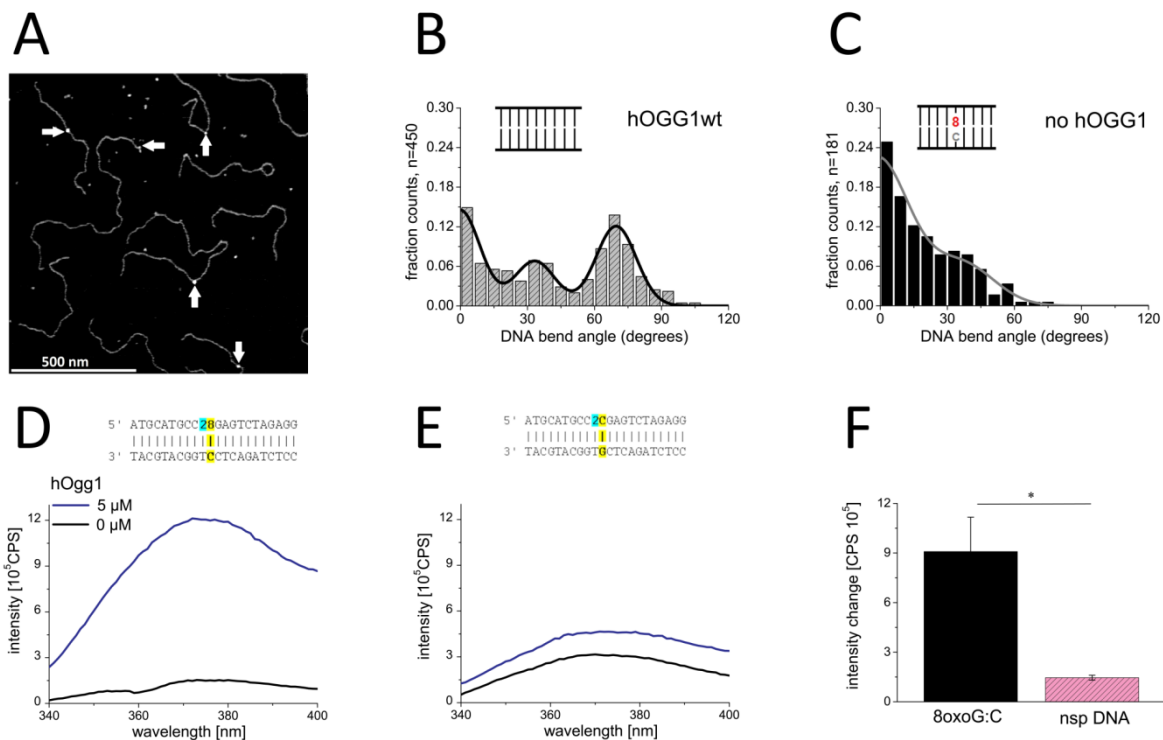 A
500 nm
B
hOGG1wt
fraction counts, n=450
0.30
0.24
0.18
0.12
0.06
0.00
0 30 60 90 120
DNA bend angle (degrees)
C
8
C
no hOGG1
fraction counts, n=181
0.30
0.24
0.18
0.12
0.06
0.00
0 30 60 90 120
DNA bend angle (degrees)
D
5' ATGCATGCC28GAGTCTAGAGG
3' TACGTACGGTCCTCAGATCTCC
hOgg1
5 µM
0 µM
intensity [10⁵CPS]
12
9
6
3
0
340 360 380 400
wavelength [nm]
E
5' ATGCATGCC2CGAGTCTAGAGG
3' TACGTACGGTGCTCAGATCTCC
intensity [10⁵CPS]
12
9
6
3
0
340 360 380 400
wavelength [nm]
F
intensity change [CPS 10⁵]
12
9
6
3
0
*
8oxoG:C nsp DNA